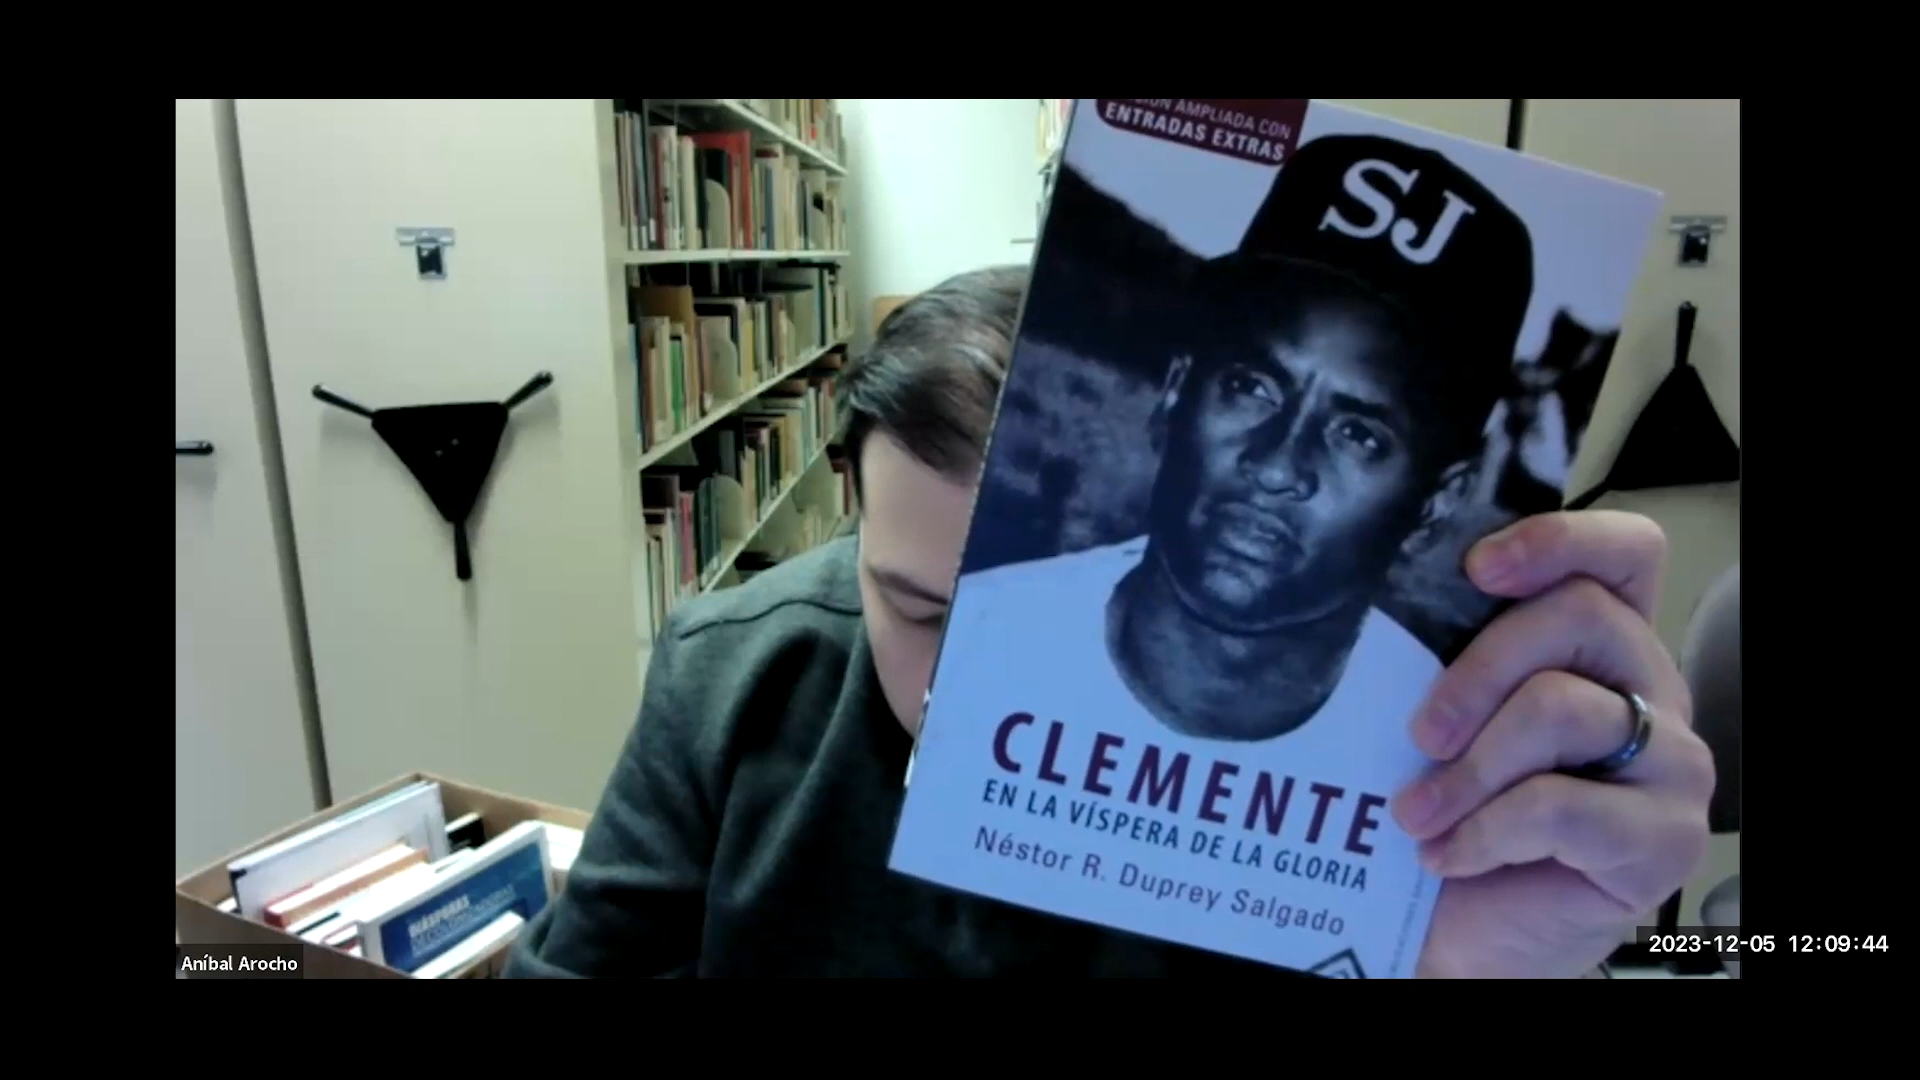 AMPLIADA CON
ENTRADAS EXTRAS
SJ
CLEMENTE
EN LA VÍSPERA DE LA GLORIA
Néstor R. Duprey Salgado
DIÁSPORAS
Aníbal Arocho
2023-12-05 12:09:44